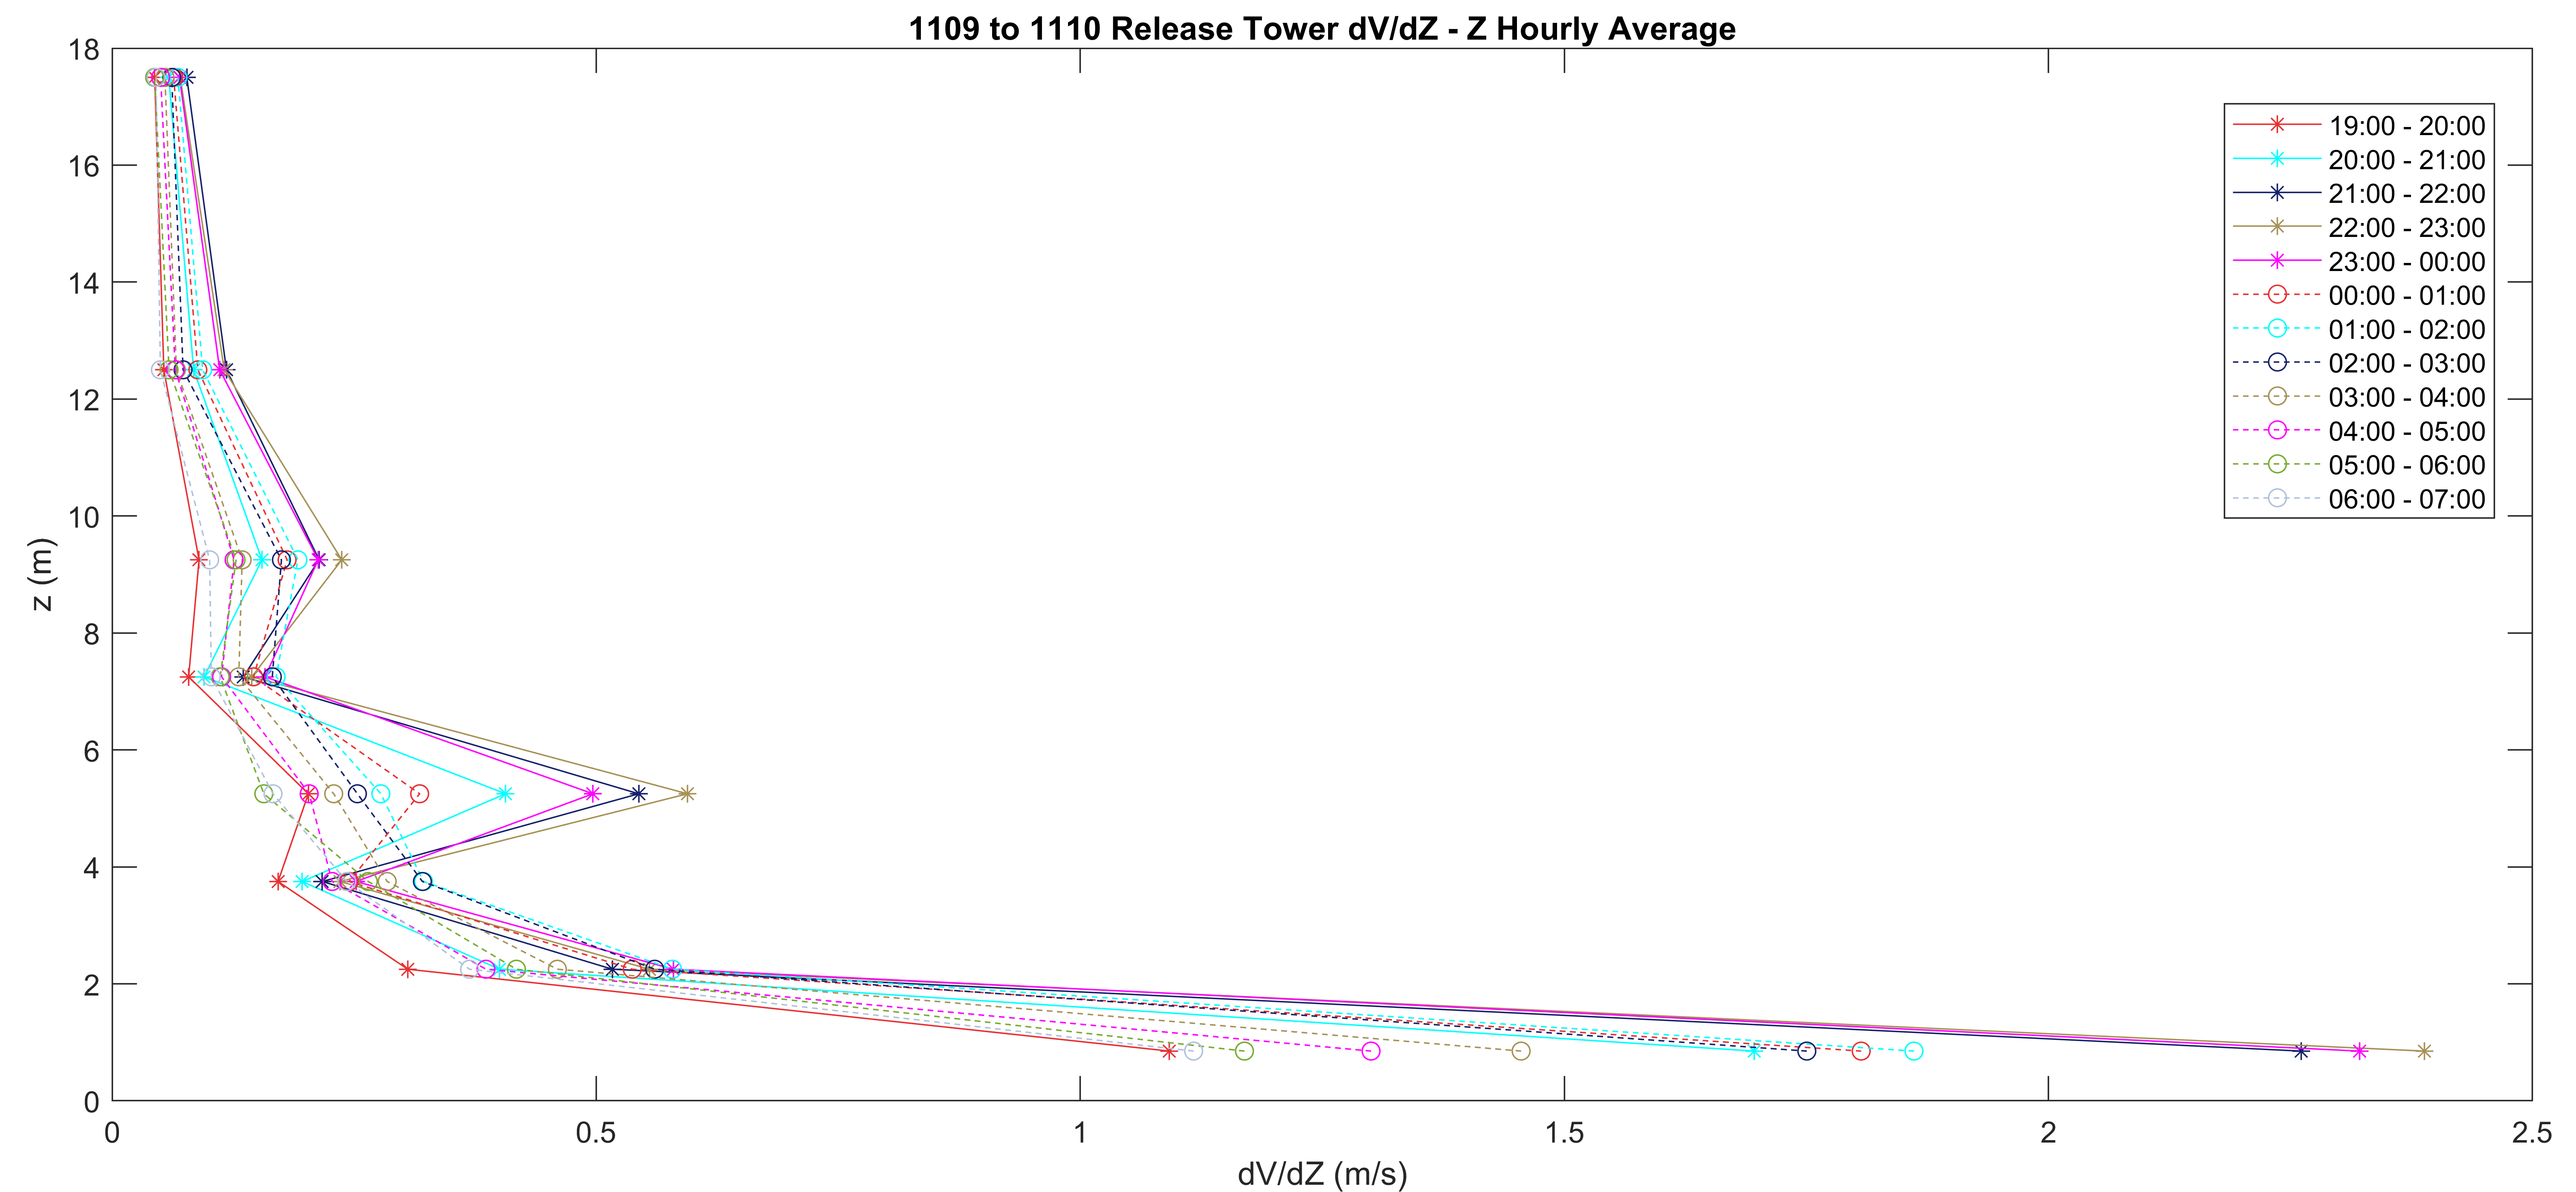 1109 to 1110 Release Tower dV/dZ - Z Hourly Average
18
16
14
12
10
8
6
4
2
0
z (m)
19:00 - 20:00
20:00 - 21:00
21:00 - 22:00
22:00 - 23:00
23:00 - 00:00
00:00 - 01:00
01:00 - 02:00
02:00 - 03:00
03:00 - 04:00
04:00 - 05:00
05:00 - 06:00
06:00 - 07:00
0 0.5 1 1.5 2 2.5
dV/dZ (m/s)